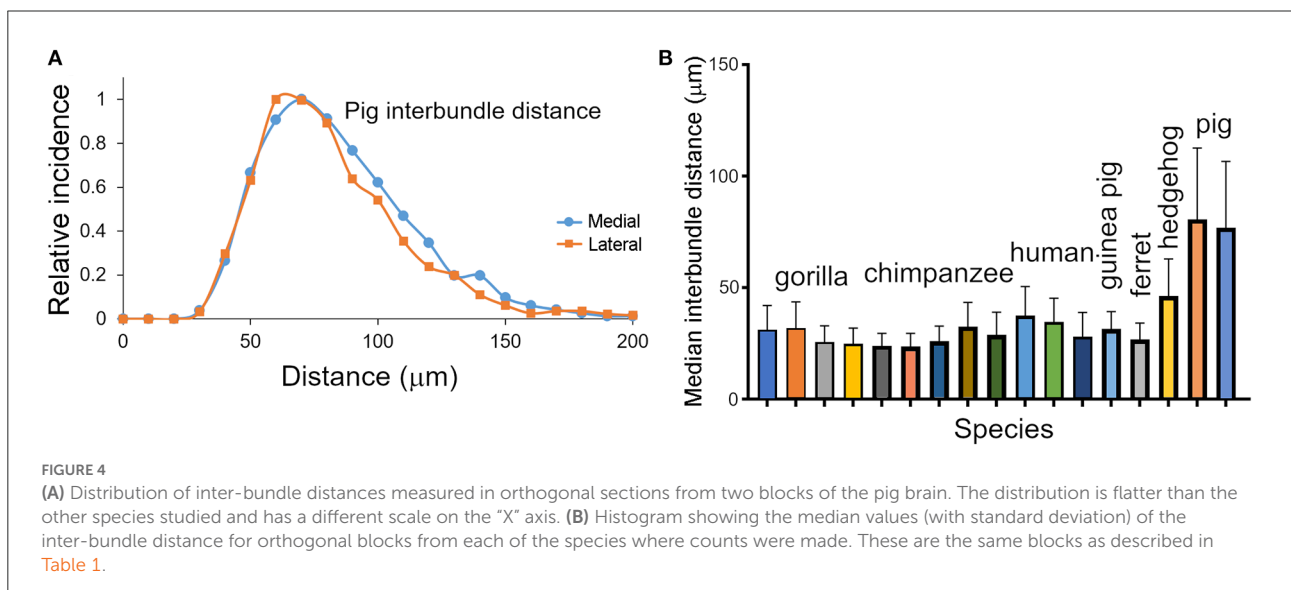 A
Relative incidence
1
0.8
0.6
0.4
0.2
0
Pig interbundle distance
Medial
Lateral
0 50 100 150 200
Distance (μm)
B
Median interbundle distance (μm)
150
100
50
0
gorilla
chimpanzee
human
guinea pig
ferret
hedgehog
pig
Species
FIGURE 4
(A) Distribution of inter-bundle distances measured in orthogonal sections from two blocks of the pig brain. The distribution is flatter than the
other species studied and has a different scale on the “X” axis. (B) Histogram showing the median values (with standard deviation) of the
inter-bundle distance for orthogonal blocks from each of the species where counts were made. These are the same blocks as described in
Table 1.